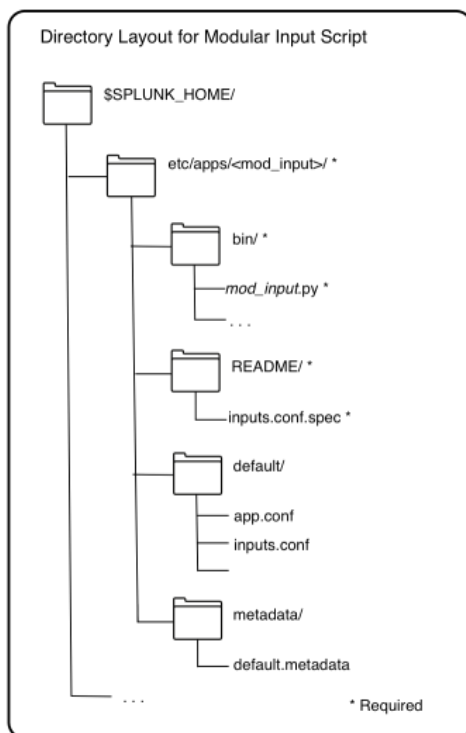 Directory Layout for Modular Input Script
$SPLUNK_HOME/
etc/apps/<mod_input>/ *
bin/ *
mod_input.py *
. . .
README/ *
inputs.conf.spec *
default/
app.conf
inputs.conf
metadata/
default.metadata
. . .
* Required